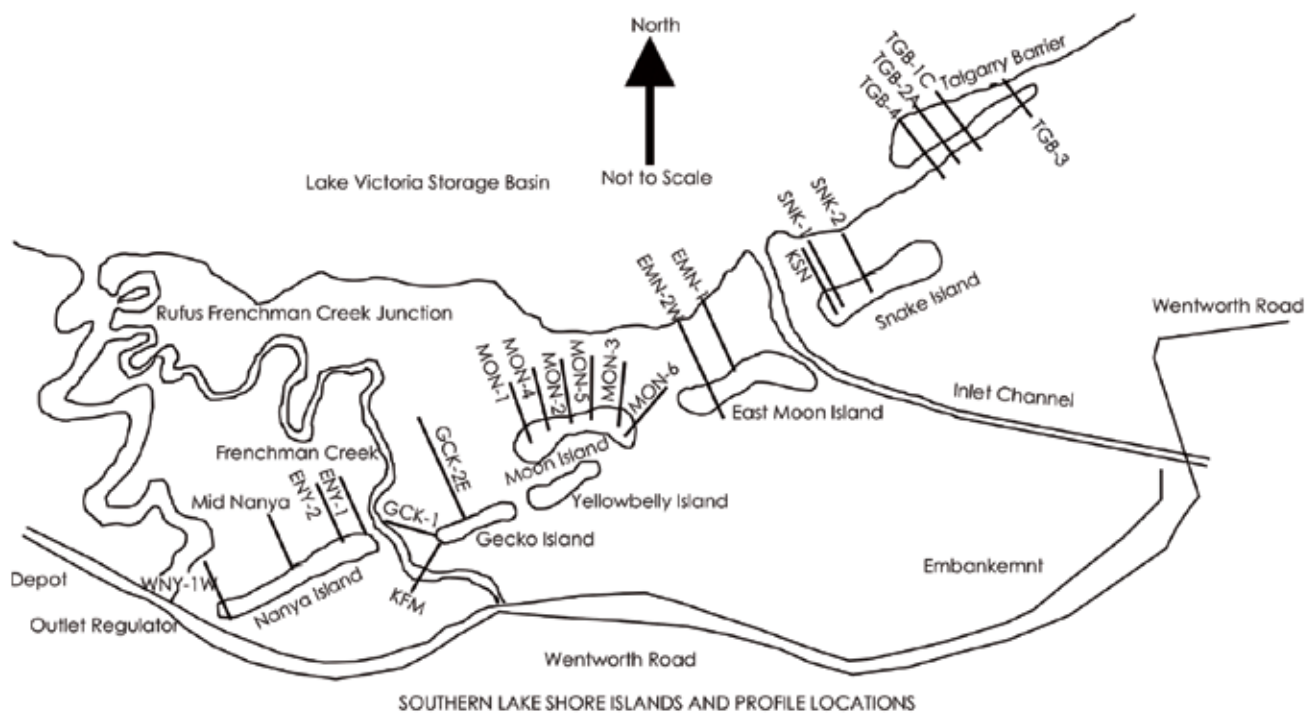 North
Not to Scale
Lake Victoria Storage Basin
TGB-4
TGB-2A
TGB-1C
Talgarry Barrier
TGB-3
SNK-1
SNK-2
KSN
Snake Island
Wentworth Road
EMN-2W
EMN-1
East Moon Island
Inlet Channel
Rufus Frenchman Creek Junction
MON-1
MON-4
MON-2
MON-5
MON-3
MON-6
Moon Island
Yellowbelly Island
Frenchman Creek
GCK-2E
GCK-1
Gecko Island
Mid Nanya
ENY-2
ENY-1
WNY-1W
Nanya Island
KFM
Depot
Outlet Regulator
Embankemnt
Wentworth Road
SOUTHERN LAKE SHORE ISLANDS AND PROFILE LOCATIONS